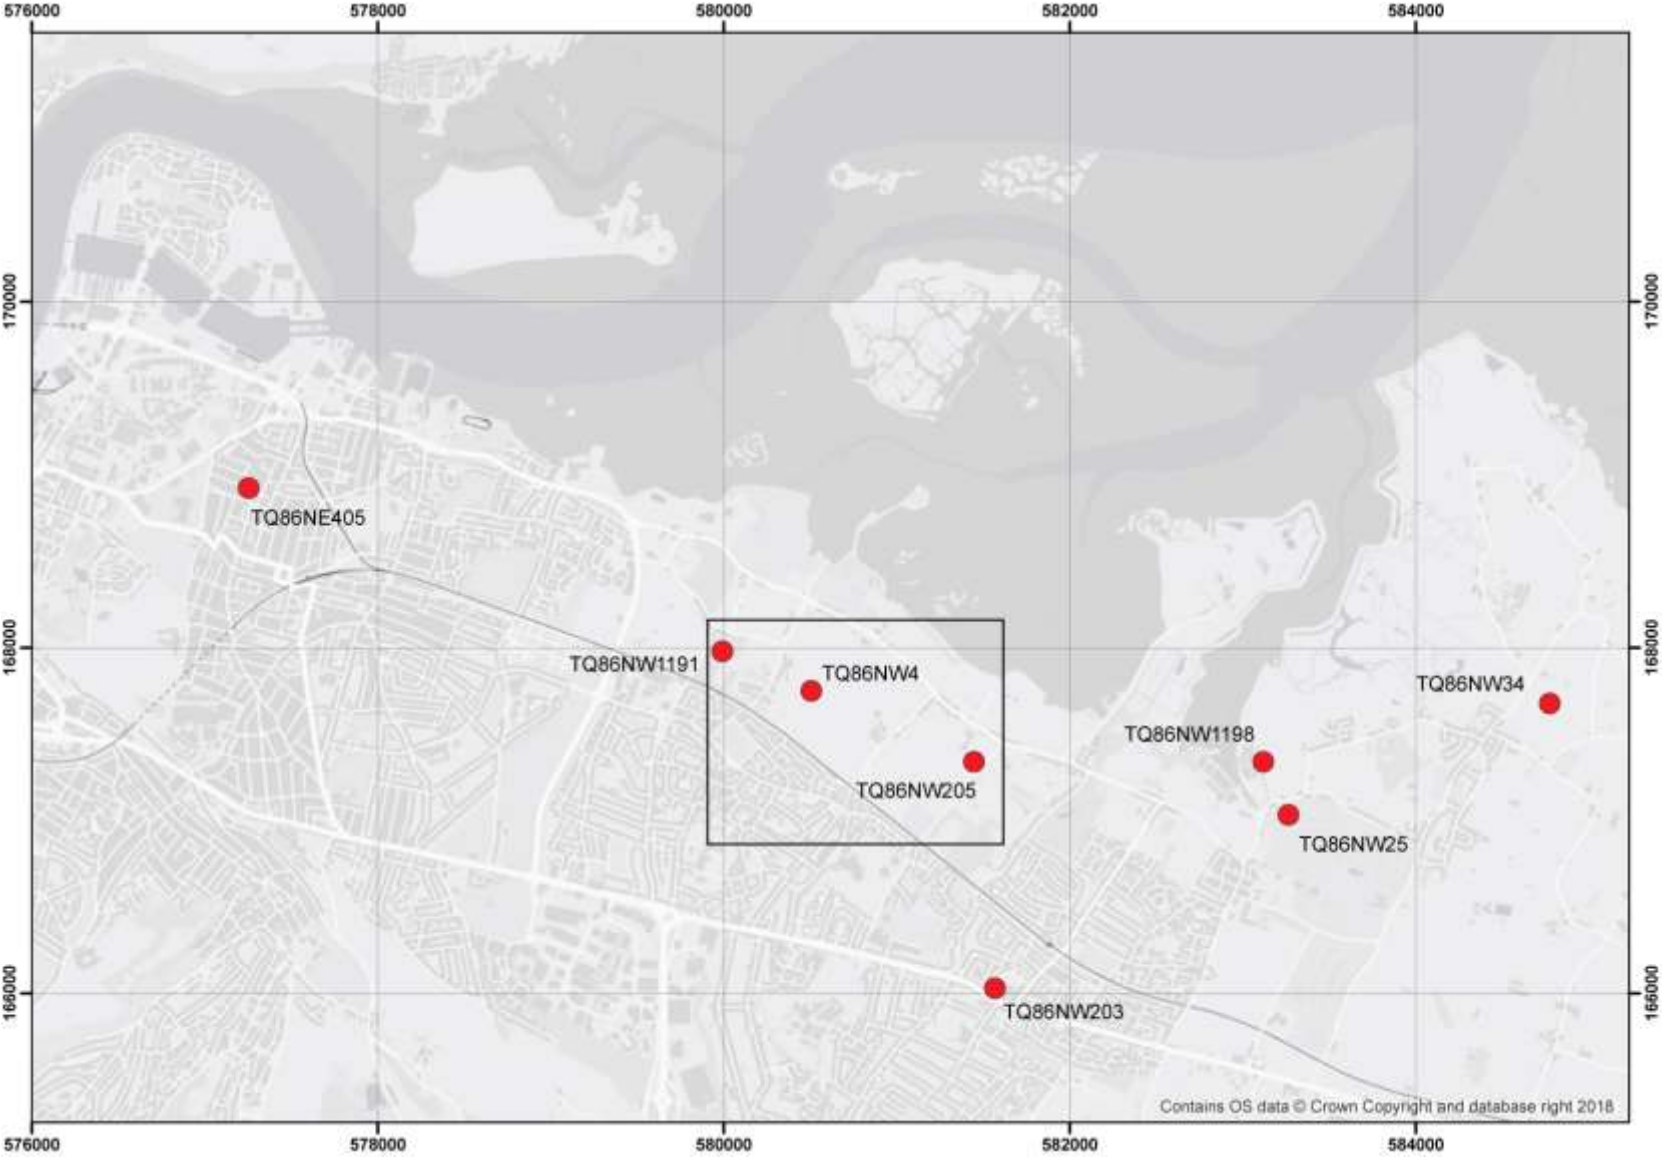 576000 578000 580000 582000 584000
170000 170000
TQ86NE405
168000 168000
TQ86NW1191
TQ86NW4
TQ86NW34
TQ86NW1198
TQ86NW205
TQ86NW25
166000 166000
TQ86NW203
Contains OS data © Crown Copyright and database right 2018
576000 578000 580000 582000 584000